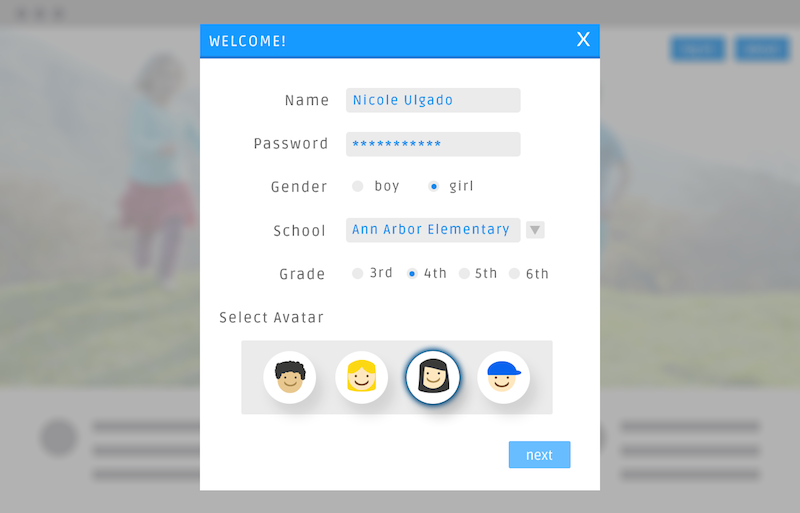 WELCOME! X
Name Nicole Ulgado
Password ***********
Gender boy girl
School Ann Arbor Elementary
Grade 3rd 4th 5th 6th
Select Avatar
next